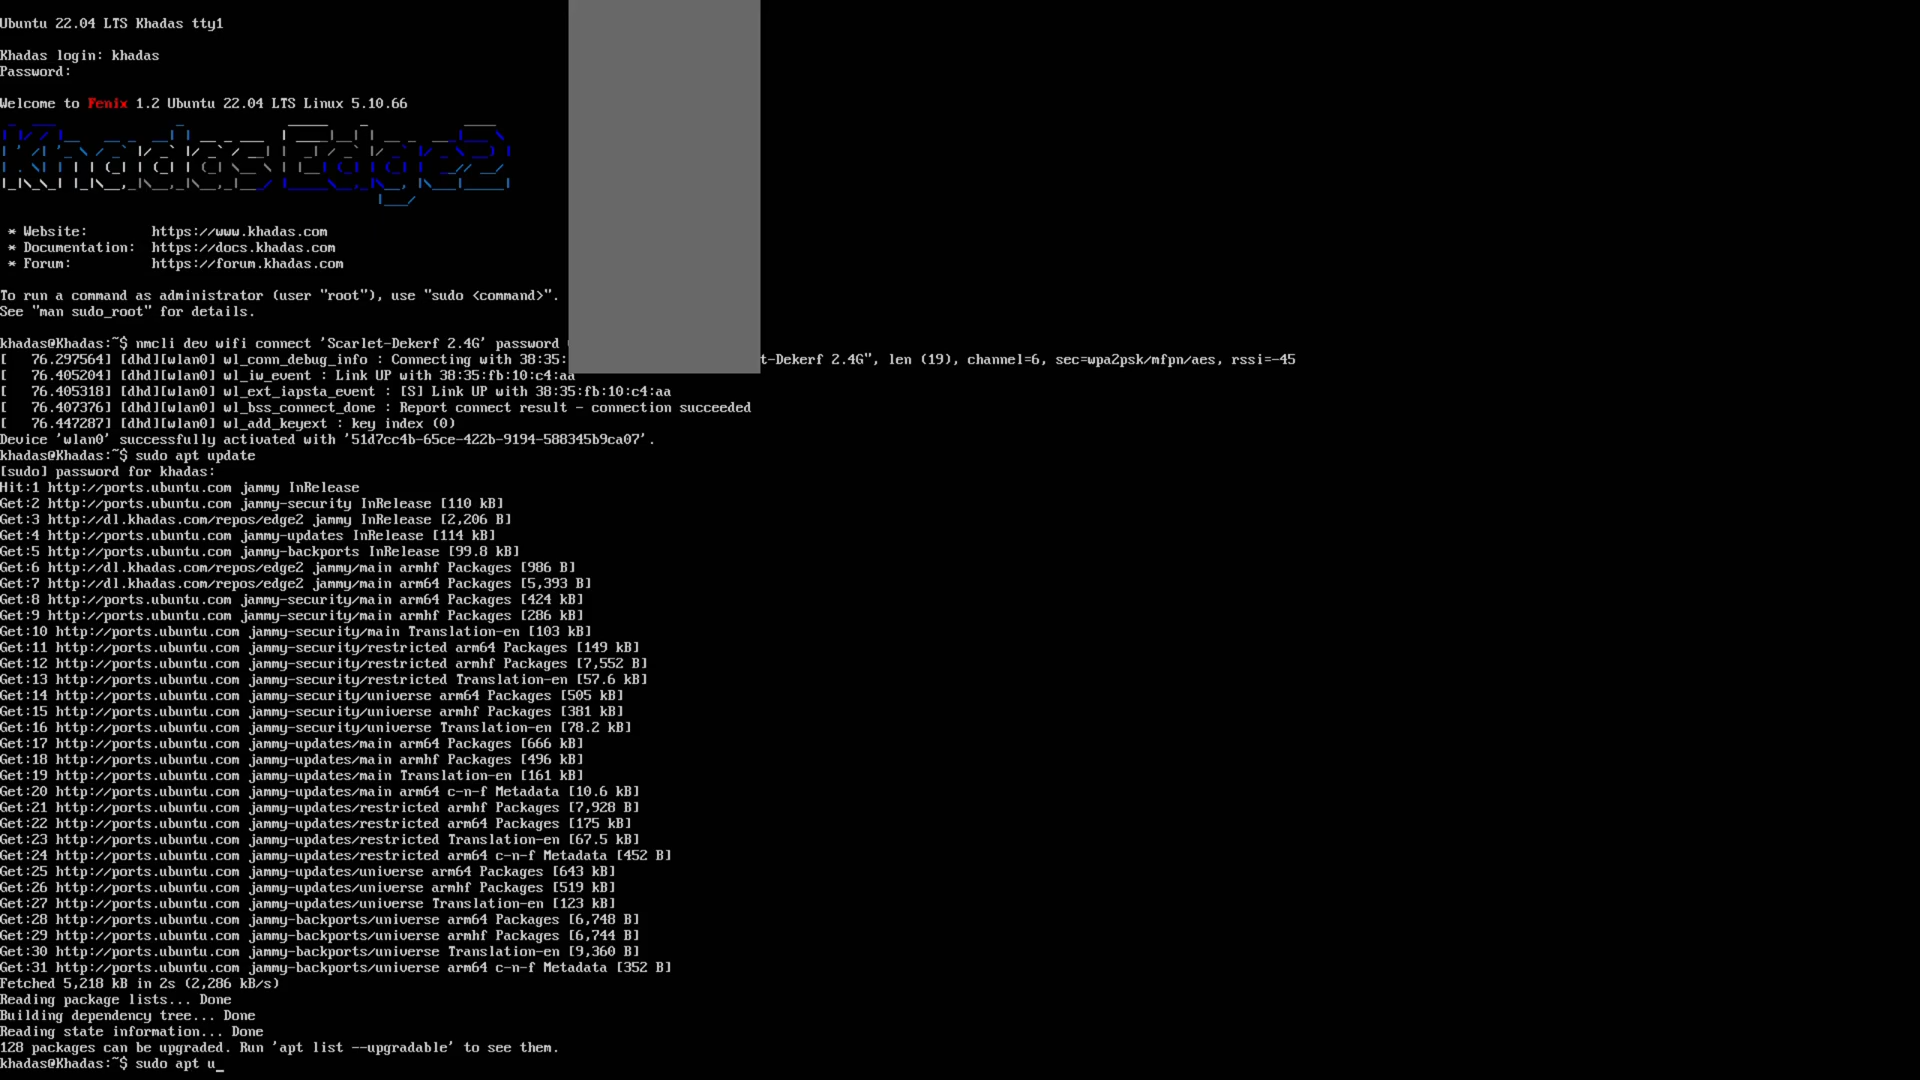 Ubuntu 22.04 LTS Khadas tty1
Khadas login: khadas
Password:
Welcome to Fenix 1.2 Ubuntu 22.04 LTS Linux 5.10.66
Khadas Edge2
* Website: https://www.khadas.com
* Documentation: https://docs.khadas.com
* Forum: https://forum.khadas.com
To run a command as administrator (user "root"), use "sudo <command>".
See "man sudo_root" for details.
khadas@Khadas:~$ nmcli dev wifi connect 'Scarlet-Dekerf 2.4G' password
[   76.297564] [dhd][wlan0] wl_conn_debug_info : Connecting with 38:35: t-Dekerf 2.4G", len (19), channel=6, sec=wpa2psk/mfpn/aes, rssi=-45
[   76.405204] [dhd][wlan0] wl_iw_event : Link UP with 38:35:fb:10:c4:aa
[   76.405318] [dhd][wlan0] wl_ext_iapsta_event : [S] Link UP with 38:35:fb:10:c4:aa
[   76.407376] [dhd][wlan0] wl_bss_connect_done : Report connect result - connection succeeded
[   76.447287] [dhd][wlan0] wl_add_keyext : key index (0)
Device 'wlan0' successfully activated with '51d7cc4b-65ce-422b-9194-588345b9ca07'.
khadas@Khadas:~$ sudo apt update
[sudo] password for khadas:
Hit:1 http://ports.ubuntu.com jammy InRelease
Get:2 http://ports.ubuntu.com jammy-security InRelease [110 kB]
Get:3 http://dl.khadas.com/repos/edge2 jammy InRelease [2,206 B]
Get:4 http://ports.ubuntu.com jammy-updates InRelease [114 kB]
Get:5 http://ports.ubuntu.com jammy-backports InRelease [99.8 kB]
Get:6 http://dl.khadas.com/repos/edge2 jammy/main armhf Packages [986 B]
Get:7 http://dl.khadas.com/repos/edge2 jammy/main arm64 Packages [5,393 B]
Get:8 http://ports.ubuntu.com jammy-security/main arm64 Packages [424 kB]
Get:9 http://ports.ubuntu.com jammy-security/main armhf Packages [286 kB]
Get:10 http://ports.ubuntu.com jammy-security/main Translation-en [103 kB]
Get:11 http://ports.ubuntu.com jammy-security/restricted arm64 Packages [149 kB]
Get:12 http://ports.ubuntu.com jammy-security/restricted armhf Packages [7,552 B]
Get:13 http://ports.ubuntu.com jammy-security/restricted Translation-en [57.6 kB]
Get:14 http://ports.ubuntu.com jammy-security/universe arm64 Packages [505 kB]
Get:15 http://ports.ubuntu.com jammy-security/universe armhf Packages [381 kB]
Get:16 http://ports.ubuntu.com jammy-security/universe Translation-en [78.2 kB]
Get:17 http://ports.ubuntu.com jammy-updates/main arm64 Packages [666 kB]
Get:18 http://ports.ubuntu.com jammy-updates/main armhf Packages [496 kB]
Get:19 http://ports.ubuntu.com jammy-updates/main Translation-en [161 kB]
Get:20 http://ports.ubuntu.com jammy-updates/main arm64 c-n-f Metadata [10.6 kB]
Get:21 http://ports.ubuntu.com jammy-updates/restricted armhf Packages [7,928 B]
Get:22 http://ports.ubuntu.com jammy-updates/restricted arm64 Packages [175 kB]
Get:23 http://ports.ubuntu.com jammy-updates/restricted Translation-en [67.5 kB]
Get:24 http://ports.ubuntu.com jammy-updates/restricted arm64 c-n-f Metadata [452 B]
Get:25 http://ports.ubuntu.com jammy-updates/universe arm64 Packages [643 kB]
Get:26 http://ports.ubuntu.com jammy-updates/universe armhf Packages [519 kB]
Get:27 http://ports.ubuntu.com jammy-updates/universe Translation-en [123 kB]
Get:28 http://ports.ubuntu.com jammy-backports/universe arm64 Packages [6,748 B]
Get:29 http://ports.ubuntu.com jammy-backports/universe armhf Packages [6,744 B]
Get:30 http://ports.ubuntu.com jammy-backports/universe Translation-en [9,360 B]
Get:31 http://ports.ubuntu.com jammy-backports/universe arm64 c-n-f Metadata [352 B]
Fetched 5,218 kB in 2s (2,286 kB/s)
Reading package lists... Done
Building dependency tree... Done
Reading state information... Done
128 packages can be upgraded. Run 'apt list --upgradable' to see them.
khadas@Khadas:~$ sudo apt u_